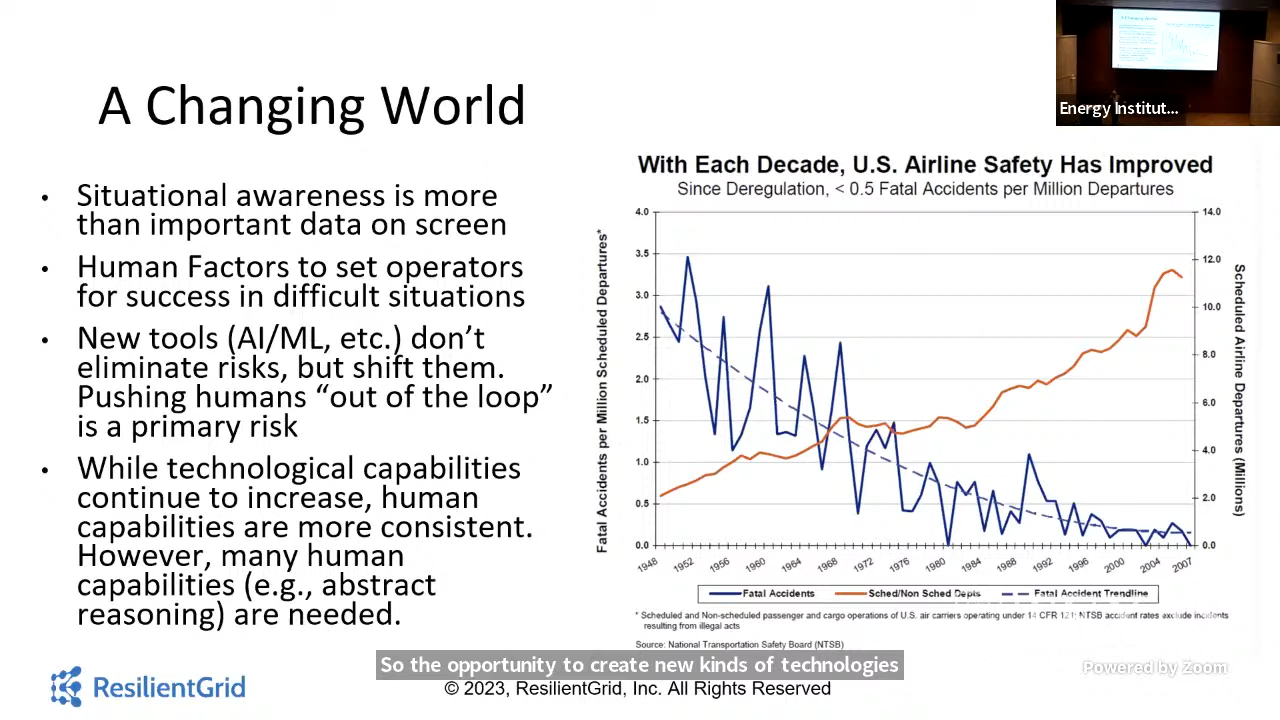 Energy Institut...
A Changing World
• Situational awareness is more
than important data on screen
• Human Factors to set operators
for success in difficult situations
• New tools (AI/ML, etc.) don’t
eliminate risks, but shift them.
Pushing humans “out of the loop”
is a primary risk
• While technological capabilities
continue to increase, human
capabilities are more consistent.
However, many human
capabilities (e.g., abstract
reasoning) are needed.
With Each Decade, U.S. Airline Safety Has Improved
Since Deregulation, < 0.5 Fatal Accidents per Million Departures
Fatal Accidents per Million Scheduled Departures*
4.0
3.5
3.0
2.5
2.0
1.5
1.0
0.5
0.0
14.0
12.0
10.0
8.0
6.0
4.0
2.0
0.0
Scheduled Airline Departures (Millions)
1948 1952 1956 1960 1964 1968 1972 1976 1980 1984 1988 1992 1996 2000 2004 2007
Fatal Accidents Sched/Non Sched Depts Fatal Accident Trendline
* Scheduled and Non-scheduled passenger and cargo operations of U.S. air carriers operating under 14 CFR 121; NTSB accident rates exclude incidents
resulting from illegal acts
Source: National Transportation Safety Board (NTSB)
So the opportunity to create new kinds of technologies
Powered by Zoom
ResilientGrid
© 2023, ResilientGrid, Inc. All Rights Reserved